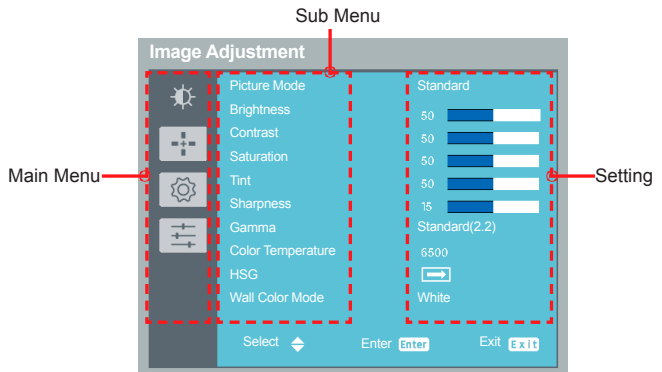 Sub Menu
Image Adjustment
Picture Mode Standard
Brightness 50
Contrast 50
Saturation 50
Tint 50
Sharpness 15
Gamma Standard(2.2)
Color Temperature 6500
HSG
Wall Color Mode White
Main Menu
Setting
Select Enter Enter Exit Exit